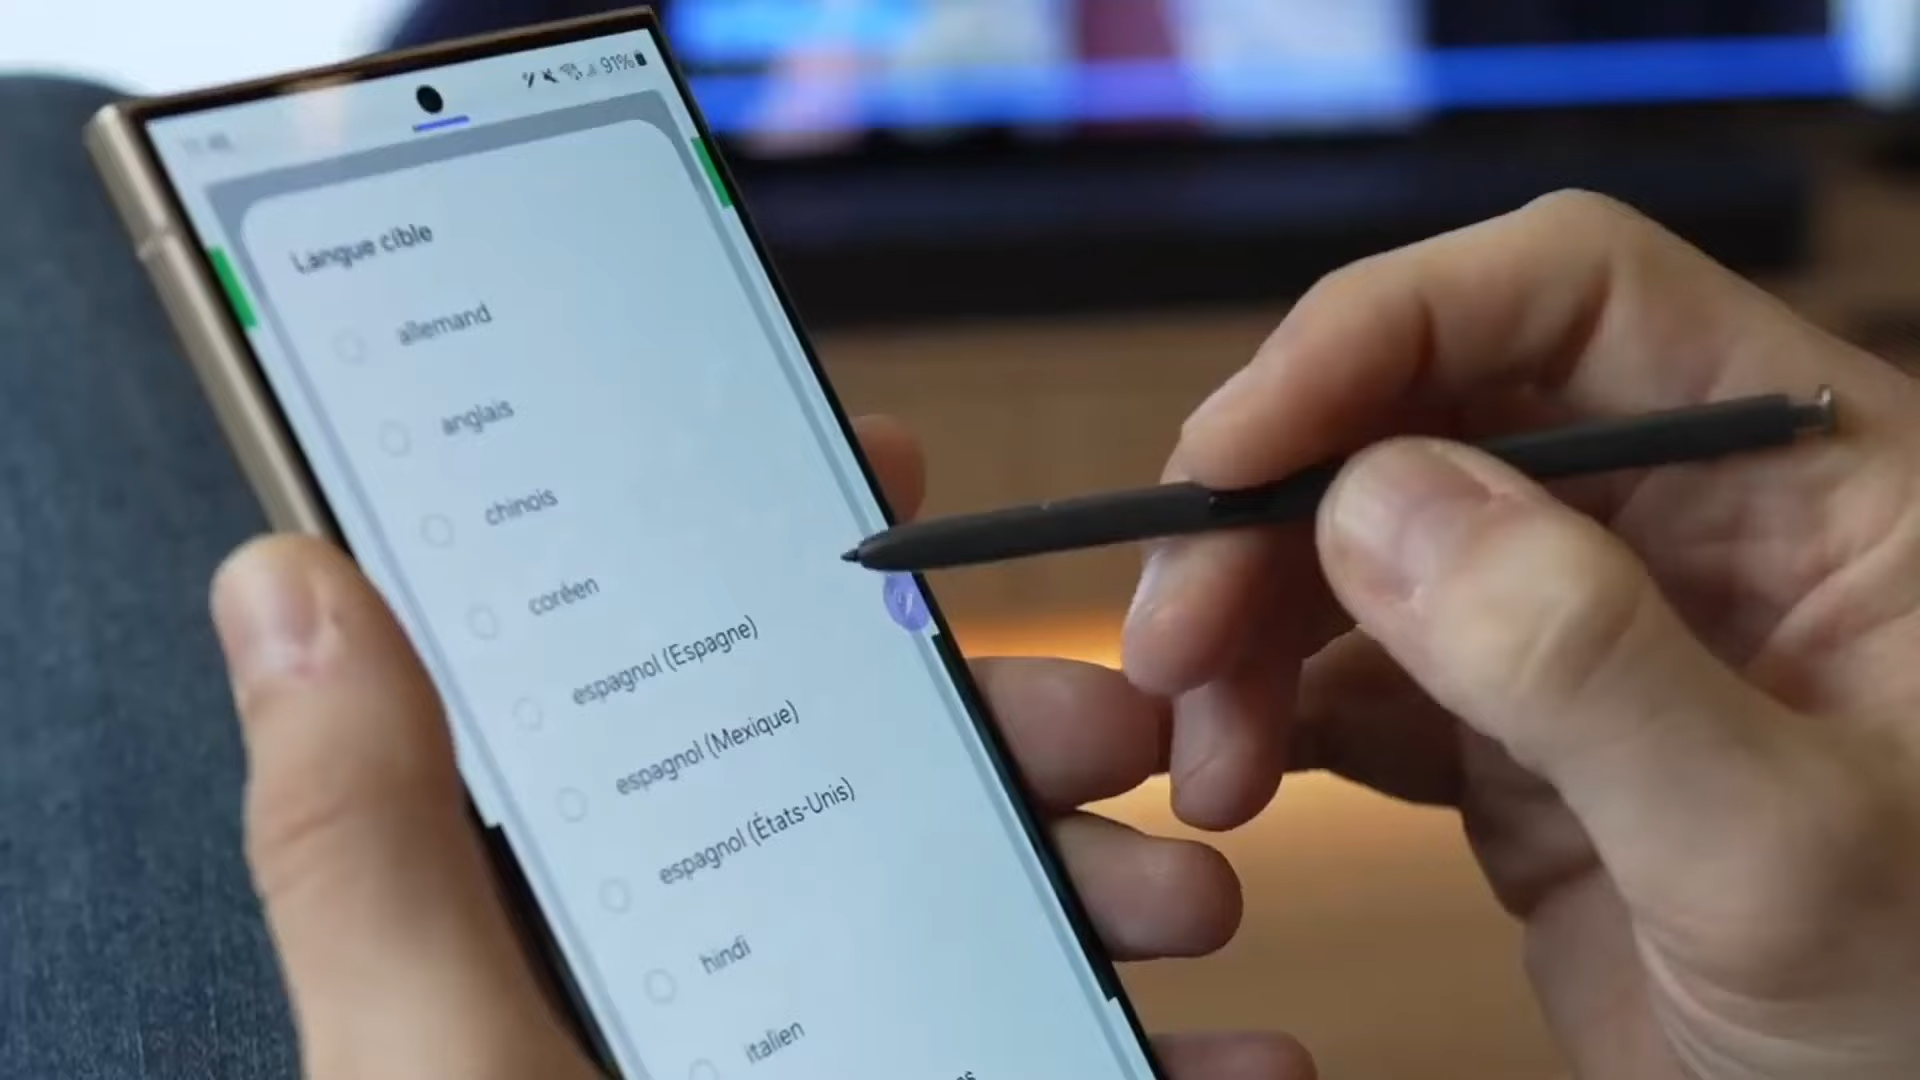 91%
Langue cible
allemand
anglais
chinois
coréen
espagnol (Espagne)
espagnol (Mexique)
espagnol (États-Unis)
hindi
italien